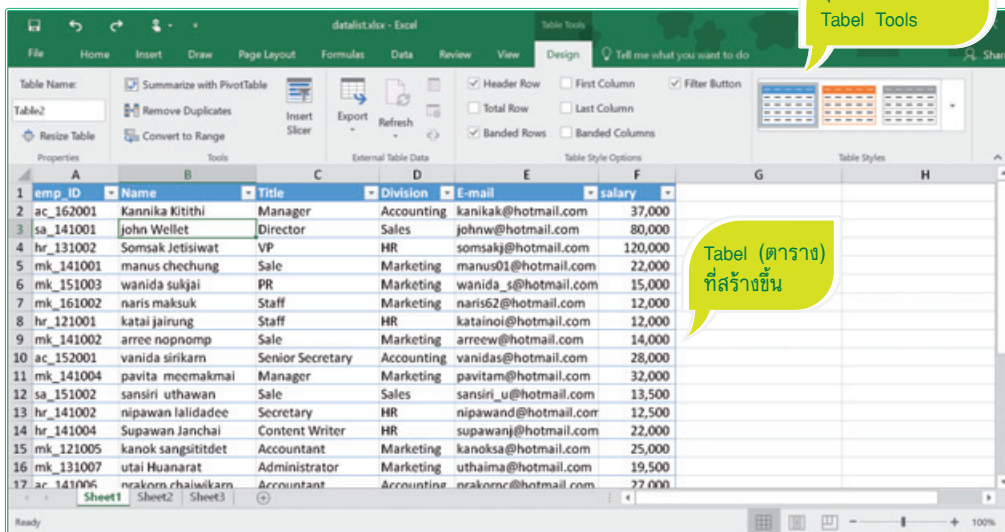 datalist.xlsx - Excel
Table Tools
Tabel Tools
File Home Insert Draw Page Layout Formulas Data Review View Design Tell me what you want to do Shar
Table Name:
Table2
Resize Table
Properties
Summarize with PivotTable
Remove Duplicates
Convert to Range
Tools
Insert Slicer
Export
Refresh
External Table Data
Header Row First Column Filter Button
Total Row Last Column
Banded Rows Banded Columns
Table Style Options
Table Styles
A B C D E F G H
1 emp_ID Name Title Division E-mail salary
2 ac_162001 Kannika Kitithi Manager Accounting kanikak@hotmail.com 37,000
3 sa_141001 john Wellet Director Sales johnw@hotmail.com 80,000
4 hr_131002 Somsak Jetisiwat VP HR somsakj@hotmail.com 120,000
5 mk_141001 manus chechung Sale Marketing manus01@hotmail.com 22,000
6 mk_151003 wanida sukjai PR Marketing wanida_s@hotmail.com 15,000
7 mk_161002 naris maksuk Staff Marketing naris62@hotmail.com 12,000
8 hr_121001 katai jairung Staff HR katainoi@hotmail.com 12,000
9 mk_141002 arree nopnomp Sale Marketing arreew@hotmail.com 14,000
10 ac_152001 vanida sirikarn Senior Secretary Accounting vanidas@hotmail.com 28,000
11 mk_141004 pavita meemakmai Manager Marketing pavitam@hotmail.com 32,000
12 sa_151002 sansiri uthawan Sale Sales sansiri_u@hotmail.com 13,500
13 hr_141002 nipawan lalidadee Secretary HR nipawand@hotmail.com 12,500
14 hr_141004 Supawan Janchai Content Writer HR supawanj@hotmail.com 22,000
15 mk_121005 kanok sangsititdet Accountant Marketing kanoksa@hotmail.com 25,000
16 mk_131007 utai Huanarat Administrator Marketing uthaima@hotmail.com 19,500
17 ac_141006 prakorn chaiwikarn Accountant Accounting prakornc@hotmail.com 27,000
Tabel (ตาราง)
ที่สร้างขึ้น
Sheet1 Sheet2 Sheet3
Ready 100%